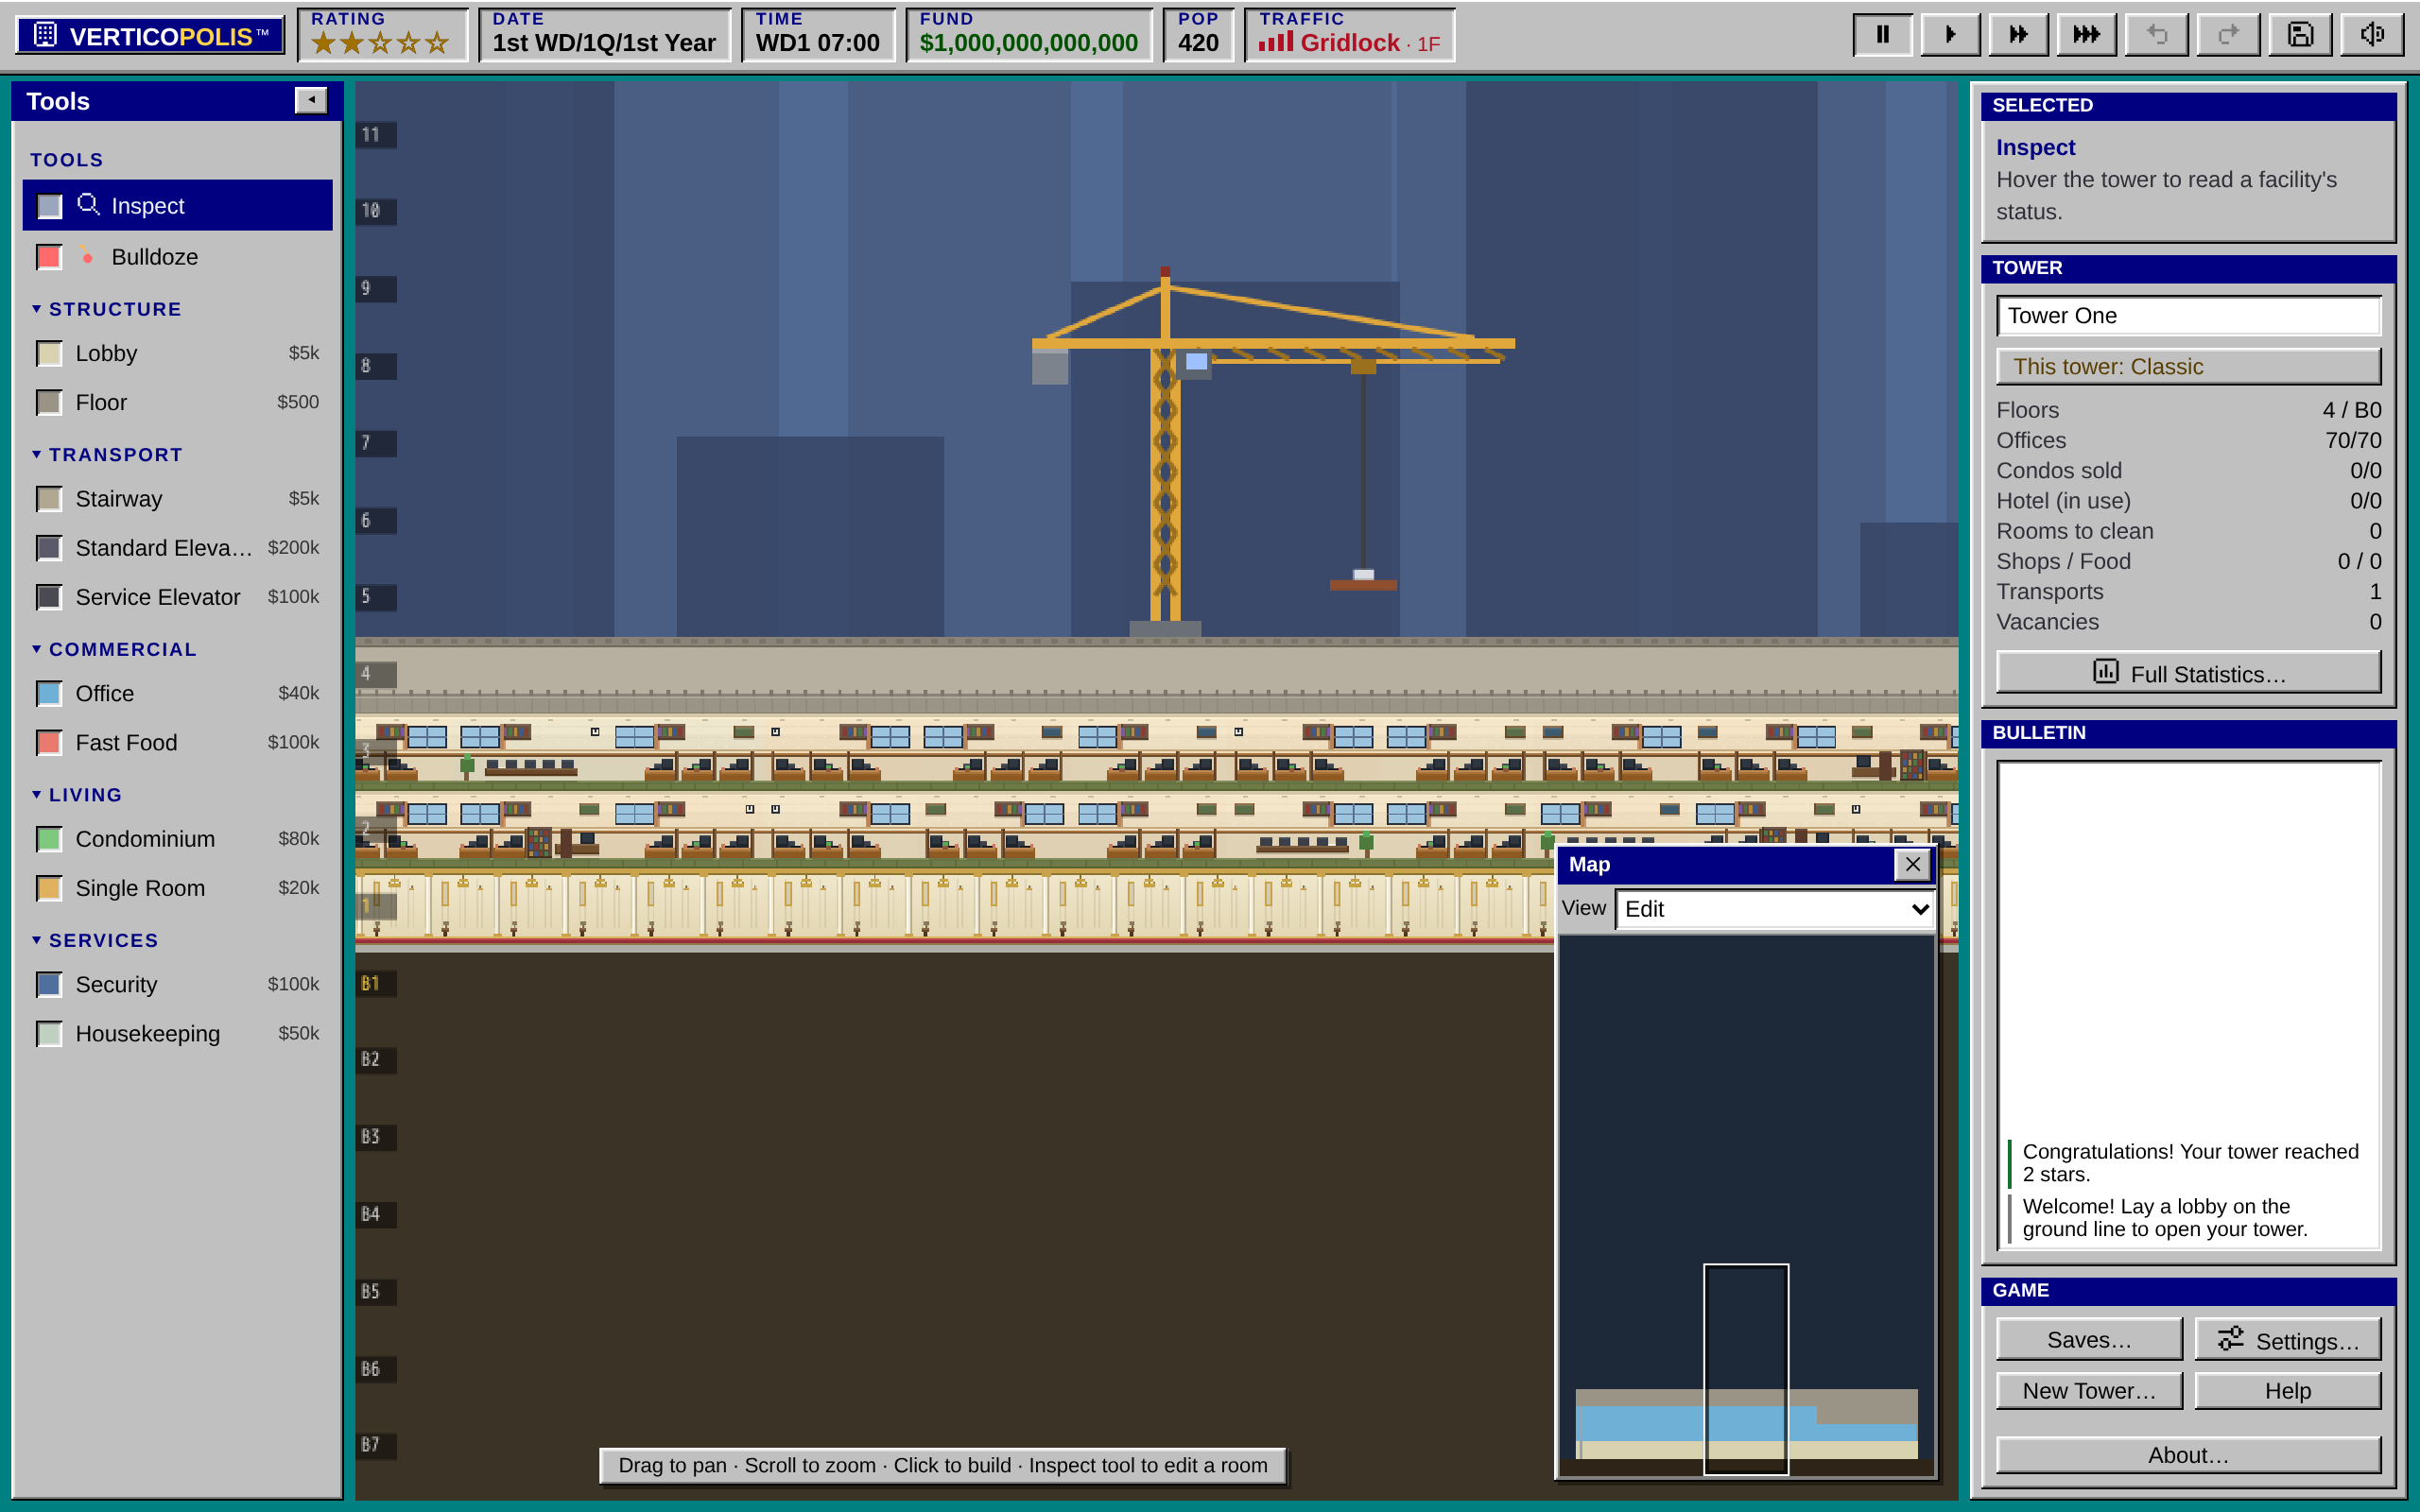 VERTICOPOLIS™
RATING
DATE
1st WD/1Q/1st Year
TIME
WD1 07:00
FUND
$1,000,000,000,000
POP
420
TRAFFIC
Gridlock · 1F
Tools
TOOLS
Inspect
Bulldoze
STRUCTURE
Lobby $5k
Floor $500
TRANSPORT
Stairway $5k
Standard Eleva… $200k
Service Elevator $100k
COMMERCIAL
Office $40k
Fast Food $100k
LIVING
Condominium $80k
Single Room $20k
SERVICES
Security $100k
Housekeeping $50k
11
10
9
8
7
6
5
4
3
2
1
B1
B2
B3
B4
B5
B6
B7
Drag to pan · Scroll to zoom · Click to build · Inspect tool to edit a room
Map
View Edit
SELECTED
Inspect
Hover the tower to read a facility's
status.
TOWER
Tower One
This tower: Classic
Floors 4 / B0
Offices 70/70
Condos sold 0/0
Hotel (in use) 0/0
Rooms to clean 0
Shops / Food 0 / 0
Transports 1
Vacancies 0
Full Statistics…
BULLETIN
Congratulations! Your tower reached
2 stars.
Welcome! Lay a lobby on the
ground line to open your tower.
GAME
Saves…
Settings…
New Tower…
Help
About…